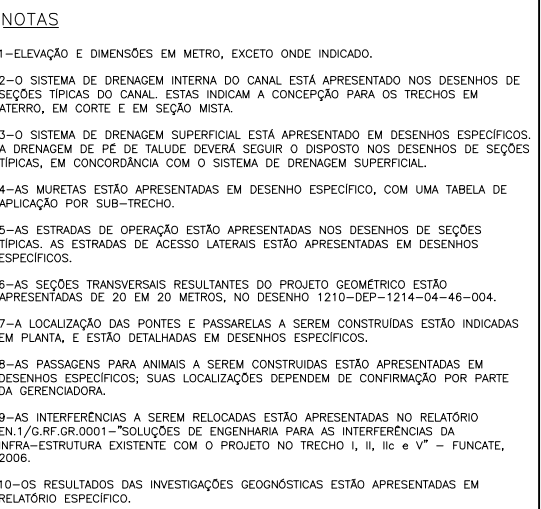 NOTAS
1-ELEVAÇÃO E DIMENSÕES EM METRO, EXCETO ONDE INDICADO.
2-O SISTEMA DE DRENAGEM INTERNA DO CANAL ESTÁ APRESENTADO NOS DESENHOS DE
SEÇÕES TÍPICAS DO CANAL. ESTAS INDICAM A CONCEPÇÃO PARA OS TRECHOS EM
ATERRO, EM CORTE E EM SEÇÃO MISTA.
3-O SISTEMA DE DRENAGEM SUPERFICIAL ESTÁ APRESENTADO EM DESENHOS ESPECÍFICOS.
A DRENAGEM DE PÉ DE TALUDE DEVERÁ SEGUIR O DISPOSTO NOS DESENHOS DE SEÇÕES
TÍPICAS, EM CONCORDÂNCIA COM O SISTEMA DE DRENAGEM SUPERFICIAL.
4-AS MURETAS ESTÃO APRESENTADAS EM DESENHO ESPECÍFICO, COM UMA TABELA DE
APLICAÇÃO POR SUB-TRECHO.
5-AS ESTRADAS DE OPERAÇÃO ESTÃO APRESENTADAS NOS DESENHOS DE SEÇÕES
TÍPICAS. AS ESTRADAS DE ACESSO LATERAIS ESTÃO APRESENTADAS EM DESENHOS
ESPECÍFICOS.
6-AS SEÇÕES TRANSVERSAIS RESULTANTES DO PROJETO GEOMÉTRICO ESTÃO
APRESENTADAS DE 20 EM 20 METROS, NO DESENHO 1210-DEP-1214-04-46-004.
7-A LOCALIZAÇÃO DAS PONTES E PASSARELAS A SEREM CONSTRUÍDAS ESTÃO INDICADAS
EM PLANTA, E ESTÃO DETALHADAS EM DESENHOS ESPECÍFICOS.
8-AS PASSAGENS PARA ANIMAIS A SEREM CONSTRUIDAS ESTÃO APRESENTADAS EM
DESENHOS ESPECÍFICOS; SUAS LOCALIZAÇÕES DEPENDEM DE CONFIRMAÇÃO POR PARTE
DA GERENCIADORA.
9-AS INTERFERÊNCIAS A SEREM RELOCADAS ESTÃO APRESENTADAS NO RELATÓRIO
EN.1/G.RF.GR.0001-"SOLUÇÕES DE ENGENHARIA PARA AS INTERFERÊNCIAS DA
INFRA-ESTRUTURA EXISTENTE COM O PROJETO NO TRECHO I, II, IIc e V" - FUNCATE,
2006.
10-OS RESULTADOS DAS INVESTIGAÇÕES GEOGNÓSTICAS ESTÃO APRESENTADAS EM
RELATÓRIO ESPECÍFICO.